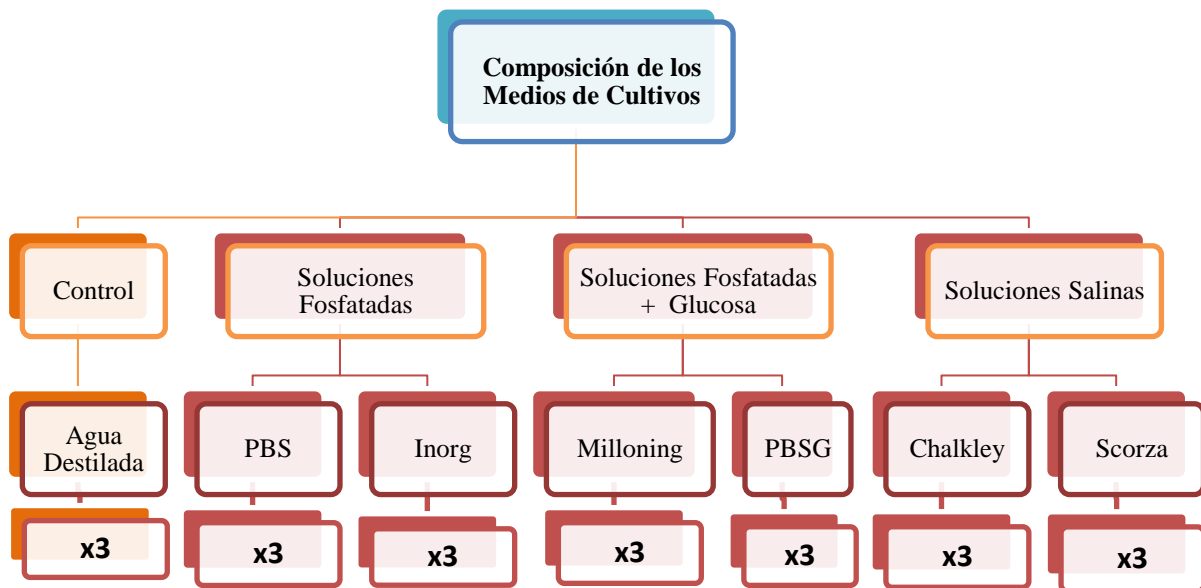 Composición de los
Medios de Cultivos
Control
Soluciones
Fosfatadas
Soluciones Fosfatadas
+ Glucosa
Soluciones Salinas
Agua
Destilada
PBS
Inorg
Milloning
PBSG
Chalkley
Scorza
x3
x3
x3
x3
x3
x3
x3